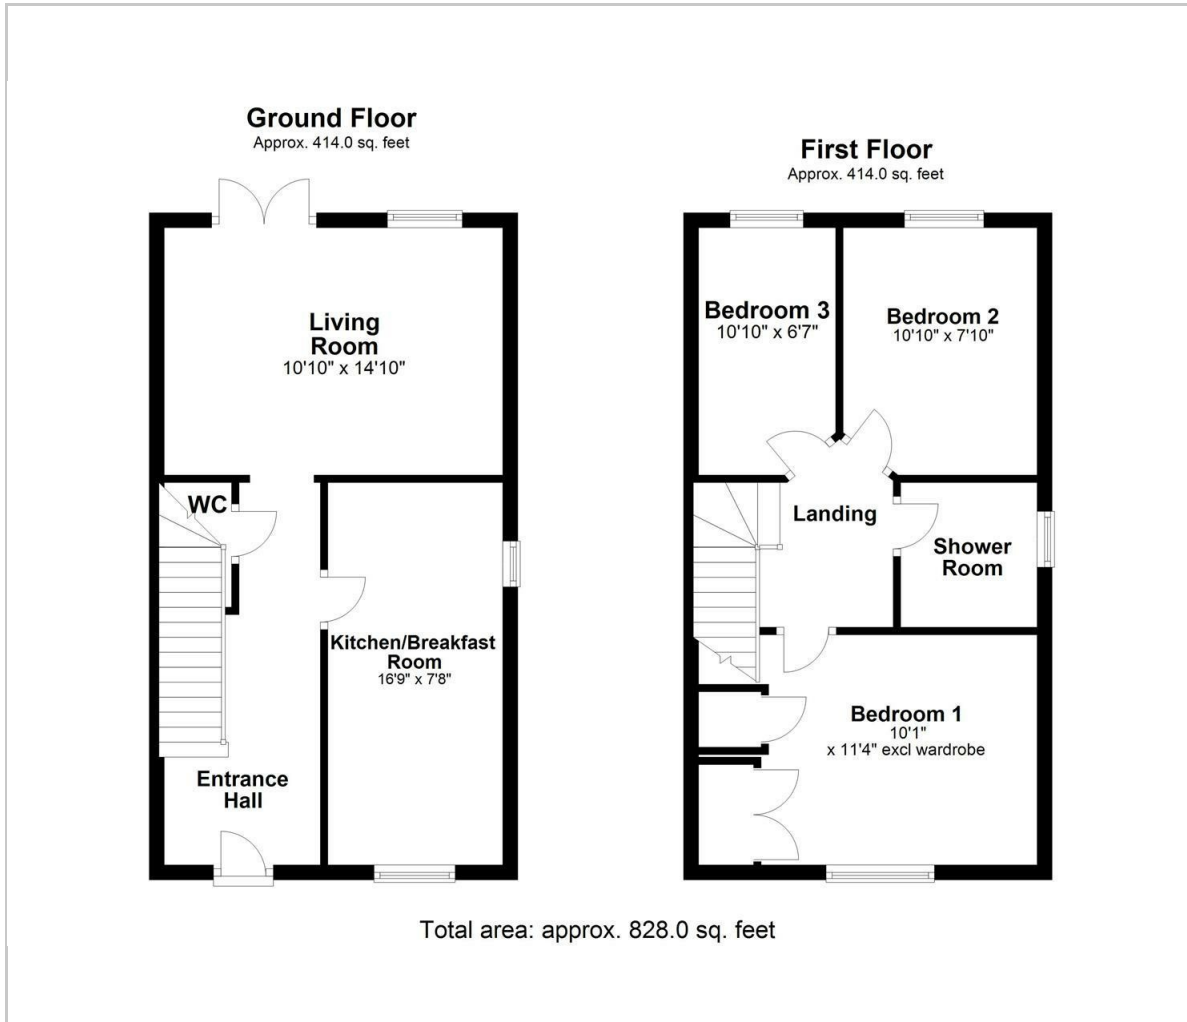 Ground Floor
Approx. 414.0 sq. feet
Living
Room
10'10" x 14'10"
WC
Kitchen/Breakfast
Room
16'9" x 7'8"
Entrance
Hall
First Floor
Approx. 414.0 sq. feet
Bedroom 3
10'10" x 6'7"
Bedroom 2
10'10" x 7'10"
Landing
Shower
Room
Bedroom 1
10'1"
x 11'4" excl wardrobe
Total area: approx. 828.0 sq. feet